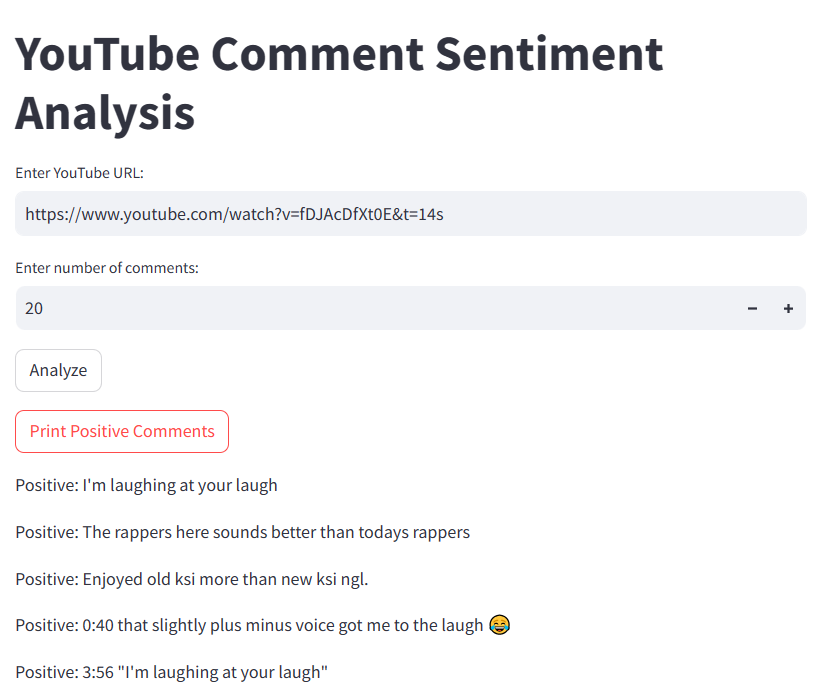 YouTube Comment Sentiment
Analysis
Enter YouTube URL:
https://www.youtube.com/watch?v=fDJAcDfXt0E&t=14s
Enter number of comments:
20
Analyze
Print Positive Comments
Positive: I'm laughing at your laugh
Positive: The rappers here sounds better than todays rappers
Positive: Enjoyed old ksi more than new ksi ngl.
Positive: 0:40 that slightly plus minus voice got me to the laugh 😂
Positive: 3:56 "I'm laughing at your laugh"